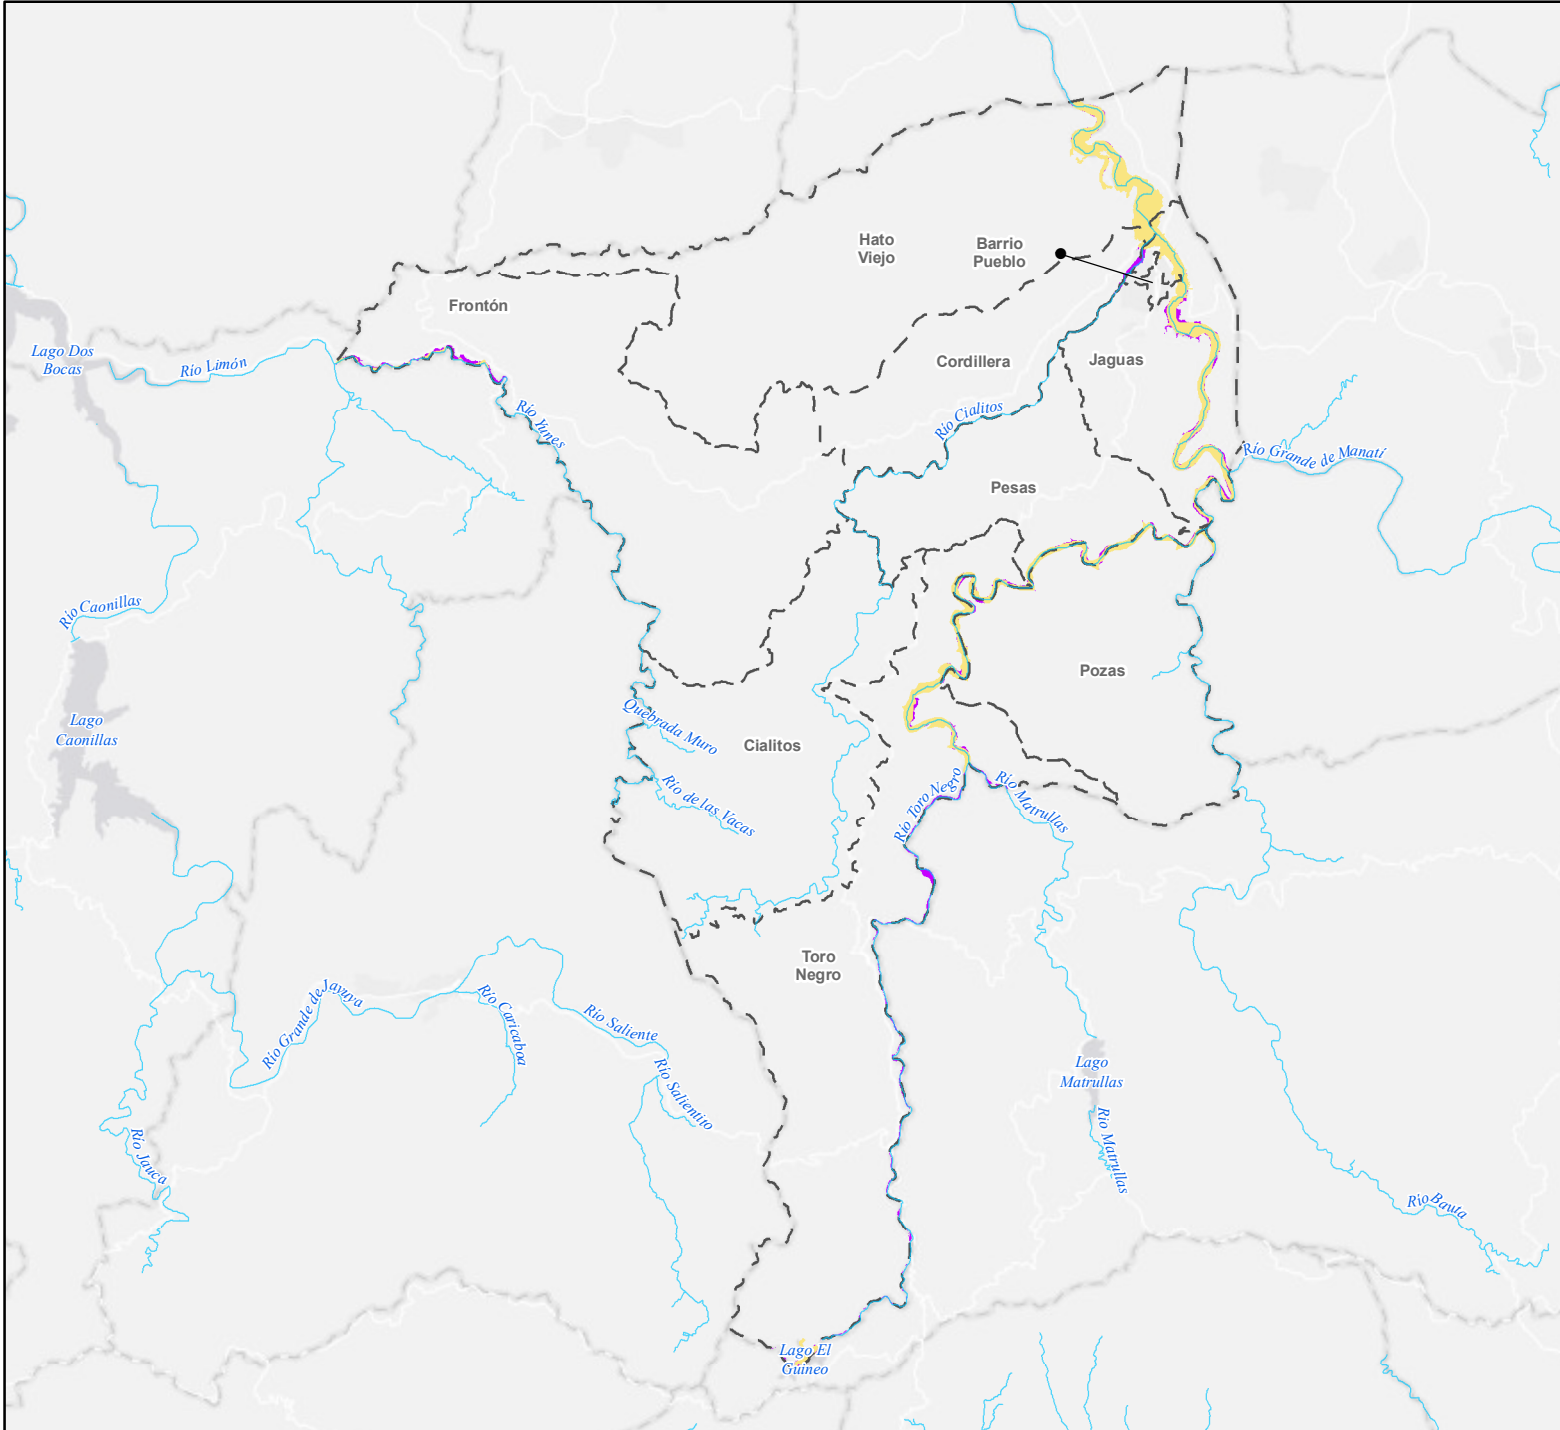 Hato
Viejo
Barrio
Pueblo
Frontón
Lago Dos
Bocas
Río Limón
Cordillera
Jaguas
Río Yunes
Río Cialitos
Río Grande de Manatí
Pesas
Río Caonillas
Pozas
Lago
Caonillas
Quebrada Muro
Cialitos
Río de las Vacas
Río Toro Negro
Río Matrullas
Toro
Negro
Río Grande de Jayuya
Río Caricaboa
Río Saliente
Río Salientito
Lago
Matrullas
Río Matrullas
Río Jauca
Río Bauta
Lago El
Guineo